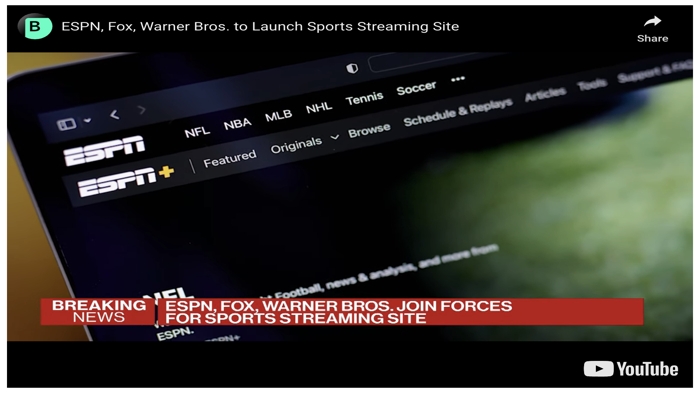 B
ESPN, Fox, Warner Bros. to Launch Sports Streaming Site
Share
NFL NBA MLB NHL Tennis Soccer •••
ESPN
ESPN+ Featured Originals Browse Schedule & Replays Articles Tools Support &
NFL
Football, news & analysis, and more from
ESPN.
BREAKING NEWS
ESPN, FOX, WARNER BROS. JOIN FORCES
FOR SPORTS STREAMING SITE
YouTube